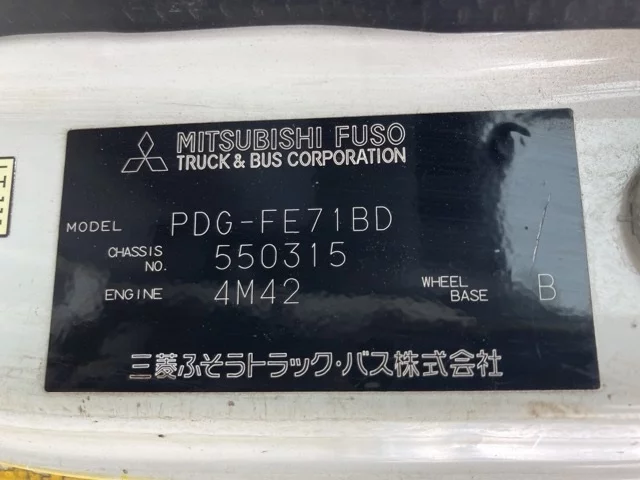 MITSUBISHI FUSO
TRUCK & BUS CORPORATION
MODEL PDG-FE71BD
CHASSIS NO. 550315
ENGINE 4M42 WHEEL BASE B
三菱ふそうトラック・バス株式会社